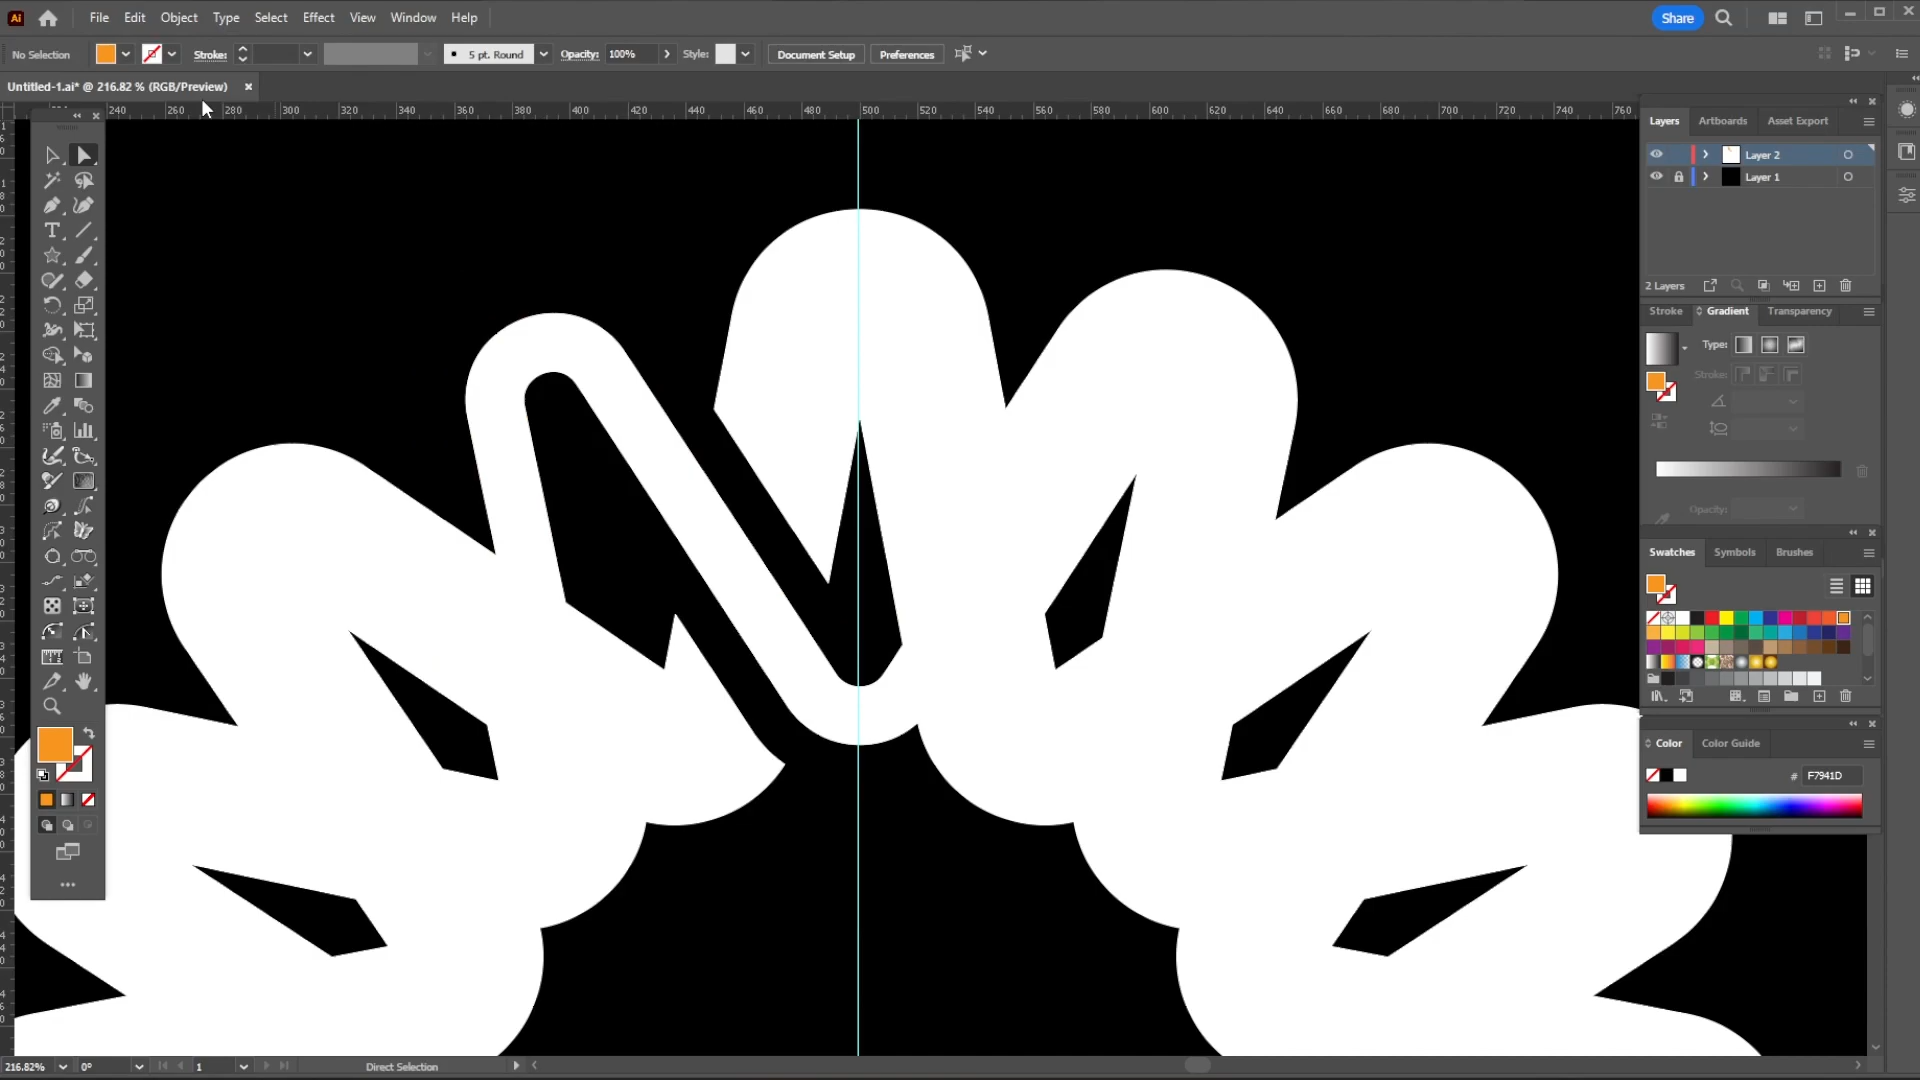 Ai File Edit Object Type Select Effect View Window Help Share
No Selection Stroke: 5 pt. Round Opacity: 100% Style: Document Setup Preferences
Untitled-1.ai* @ 216.82 % (RGB/Preview)
240 260 280 300 320 340 360 380 400 420 440 460 480 500 520 540 560 580 600 620 640 660 680 700 720 740 760
Layers Artboards Asset Export
Layer 2
Layer 1
2 Layers
Stroke Gradient Transparency
Type:
Stroke:
Opacity:
Swatches Symbols Brushes
Color Color Guide
# F7941D
216.82% 0° 1 Direct Selection